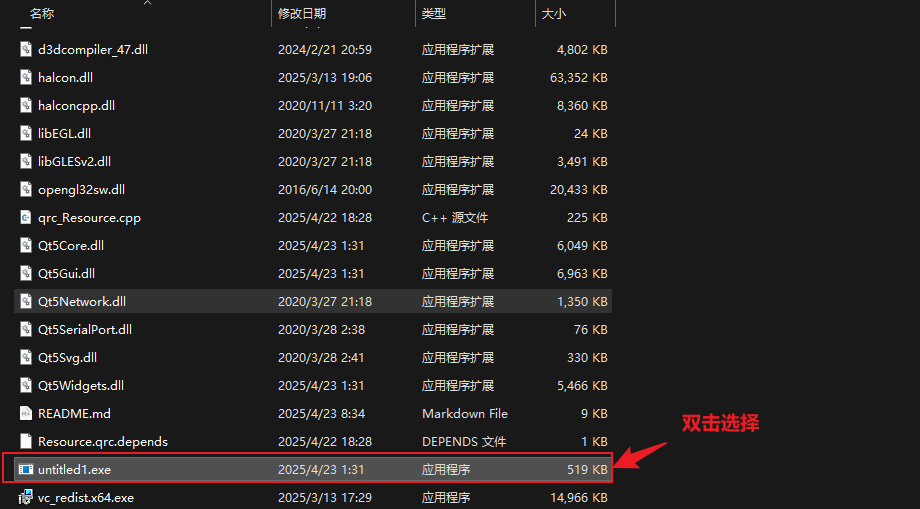 名称 修改日期 类型 大小
d3dcompiler_47.dll 2024/2/21 20:59 应用程序扩展 4,802 KB
halcon.dll 2025/3/13 19:06 应用程序扩展 63,352 KB
halconcpp.dll 2020/11/11 3:20 应用程序扩展 8,360 KB
libEGL.dll 2020/3/27 21:18 应用程序扩展 24 KB
libGLESv2.dll 2020/3/27 21:18 应用程序扩展 3,491 KB
opengl32sw.dll 2016/6/14 20:00 应用程序扩展 20,433 KB
qrc_Resource.cpp 2025/4/22 18:28 C++ 源文件 225 KB
Qt5Core.dll 2025/4/23 1:31 应用程序扩展 6,049 KB
Qt5Gui.dll 2025/4/23 1:31 应用程序扩展 6,963 KB
Qt5Network.dll 2020/3/27 21:18 应用程序扩展 1,350 KB
Qt5SerialPort.dll 2020/3/28 2:38 应用程序扩展 76 KB
Qt5Svg.dll 2020/3/28 2:41 应用程序扩展 330 KB
Qt5Widgets.dll 2025/4/23 1:31 应用程序扩展 5,466 KB
README.md 2025/4/23 8:34 Markdown File 9 KB
双击选择
Resource.qrc.depends 2025/4/22 18:28 DEPENDS 文件 1 KB
untitled1.exe 2025/4/23 1:31 应用程序 519 KB
vc_redist.x64.exe 2025/3/13 17:29 应用程序 14,966 KB